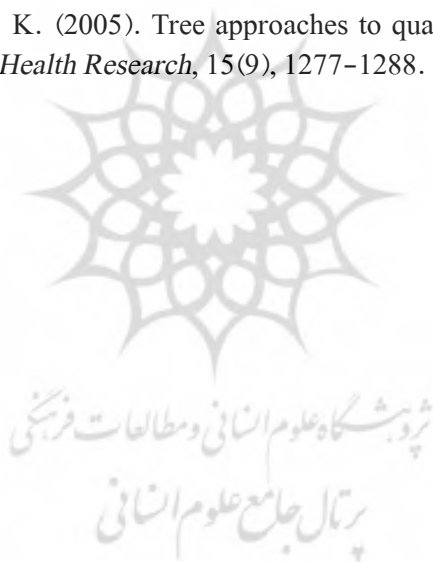 K. (2005). Tree approaches to qua
Health Research, 15(9), 1277–1288.
پژوهشگاه علوم انسانی و مطالعات فرهنگی
پرتال جامع علوم انسانی